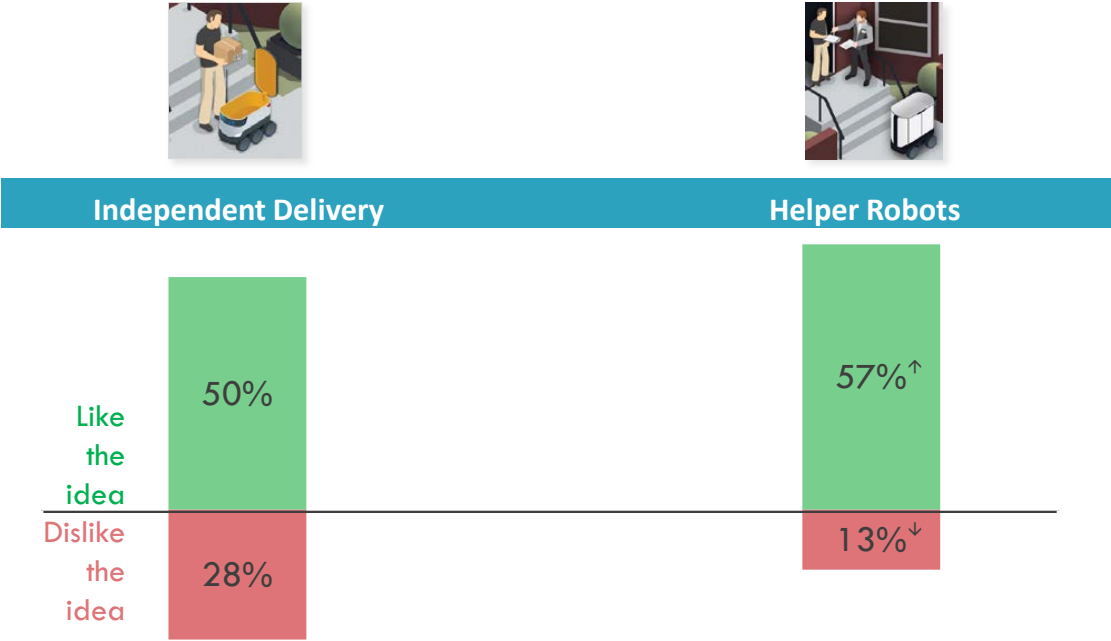 Independent Delivery
Helper Robots
50%
57%↑
Like
the
idea
Dislike
the
idea
28%
13%↓